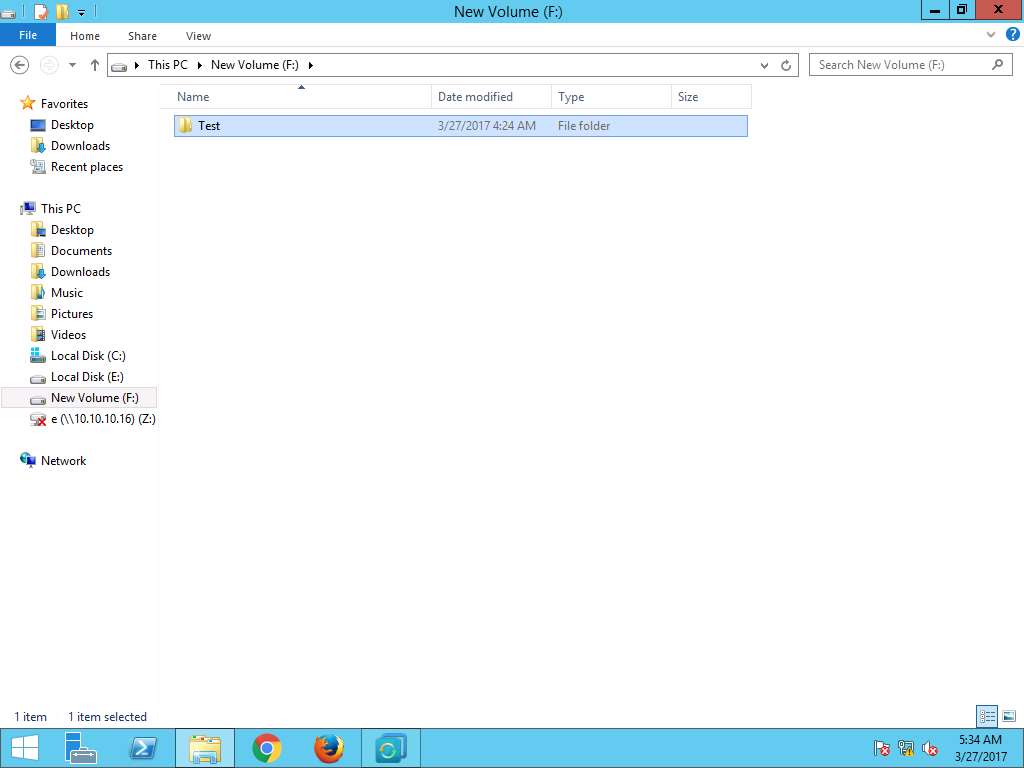 New Volume (F:)
File Home Share View
This PC New Volume (F:) Search New Volume (F:)
Name Date modified Type Size
Test 3/27/2017 4:24 AM File folder
Favorites
Desktop
Downloads
Recent places
This PC
Desktop
Documents
Downloads
Music
Pictures
Videos
Local Disk (C:)
Local Disk (E:)
New Volume (F:)
e (\\10.10.10.16) (Z:)
Network
1 item 1 item selected
5:34 AM
3/27/2017